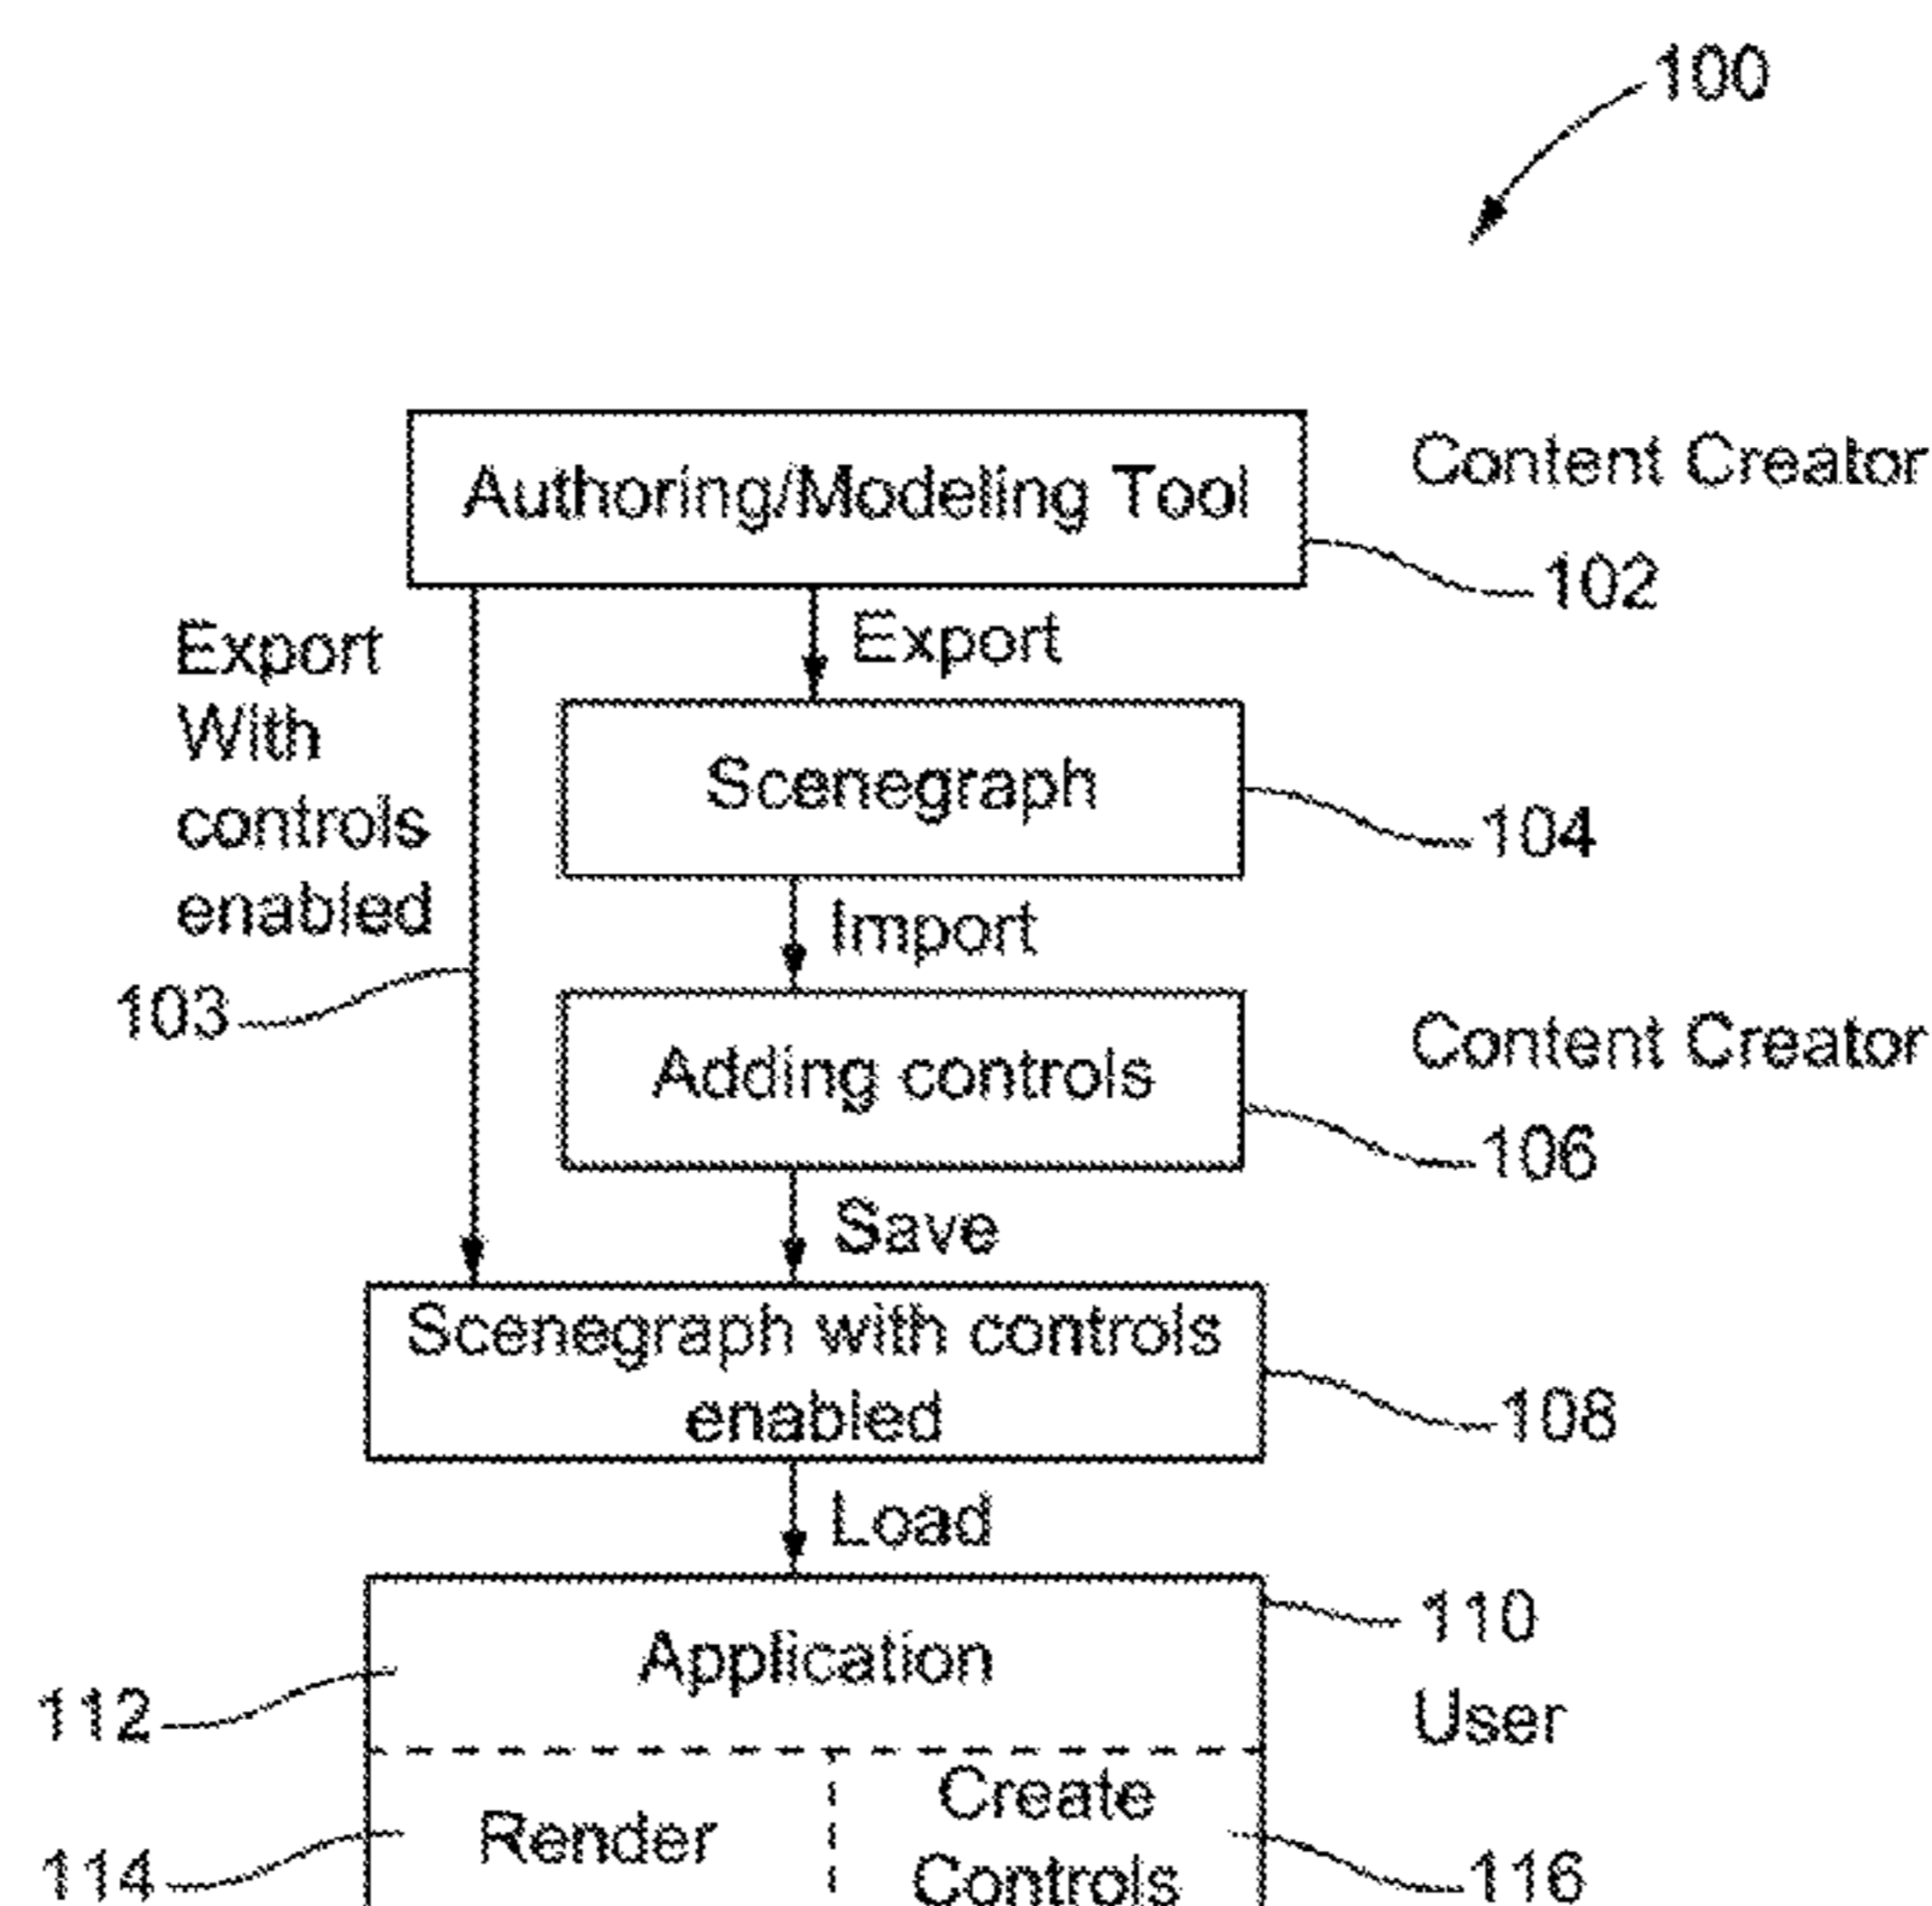 100
Authoring/Modeling Tool
Content Creator
102
Export
With
controls
enabled
Export
Scenegraph
104
Import
103
Adding controls
Content Creator
106
Save
Scenegraph with controls
enabled
108
Load
Application
110
User
112
Render
Create
Controls
114
116